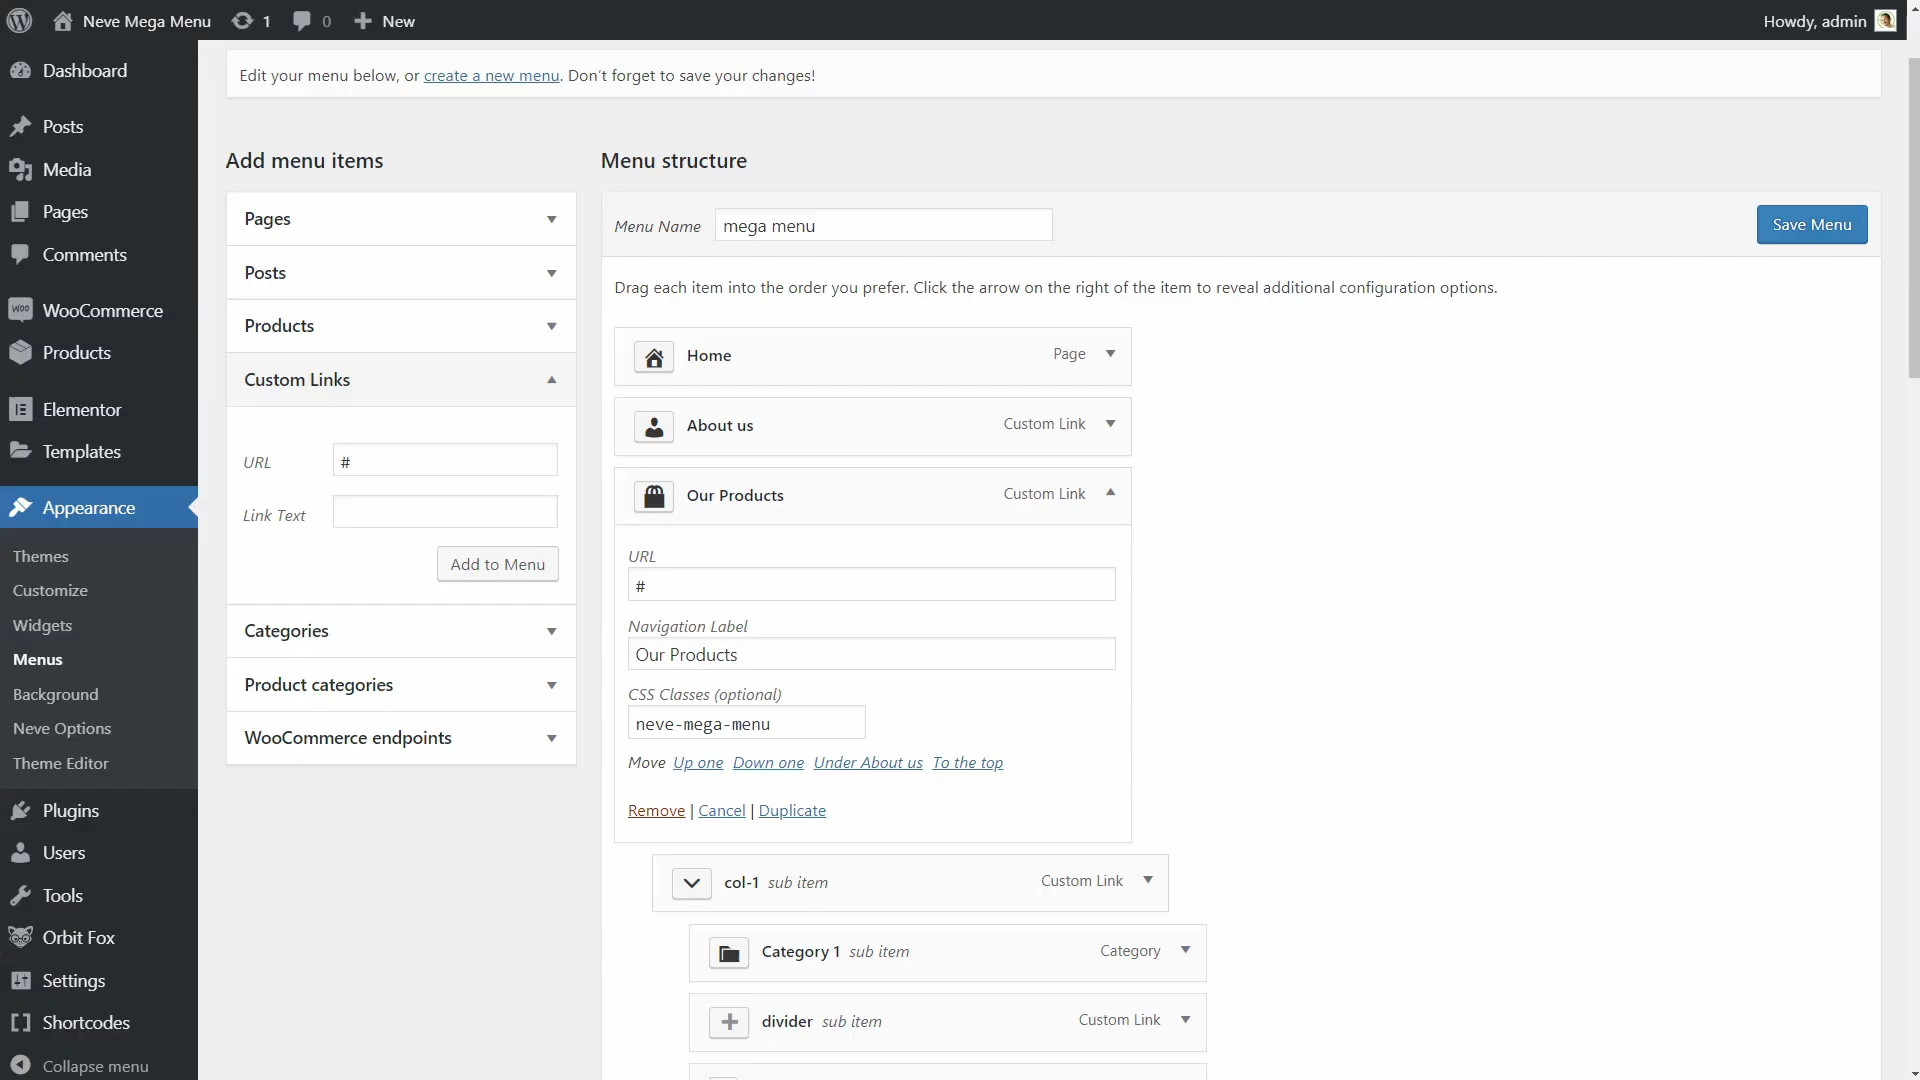 Neve Mega Menu 1 0 New Howdy, admin
Dashboard
Posts
Media
Pages
Comments
WOO WooCommerce
Products
Elementor
Templates
Appearance
Themes
Customize
Widgets
Menus
Background
Neve Options
Theme Editor
Plugins
Users
Tools
Orbit Fox
Settings
Shortcodes
Collapse menu
Edit your menu below, or create a new menu. Don’t forget to save your changes!
Add menu items
Pages
Posts
Products
Custom Links
URL #
Link Text
Add to Menu
Categories
Product categories
WooCommerce endpoints
Menu structure
Menu Name mega menu Save Menu
Drag each item into the order you prefer. Click the arrow on the right of the item to reveal additional configuration options.
Home Page
About us Custom Link
Our Products Custom Link
URL
#
Navigation Label
Our Products
CSS Classes (optional)
neve-mega-menu
Move Up one Down one Under About us To the top
Remove | Cancel | Duplicate
col-1 sub item Custom Link
Category 1 sub item Category
divider sub item Custom Link